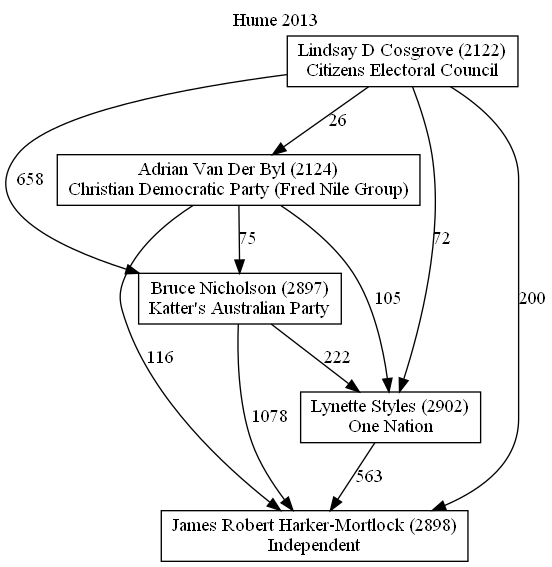 Hume 2013
Lindsay D Cosgrove (2122)
Citizens Electoral Council
26
Adrian Van Der Byl (2124)
Christian Democratic Party (Fred Nile Group)
658
75
72
Bruce Nicholson (2897)
Katter's Australian Party
105
200
116
222
1078
Lynette Styles (2902)
One Nation
563
James Robert Harker-Mortlock (2898)
Independent